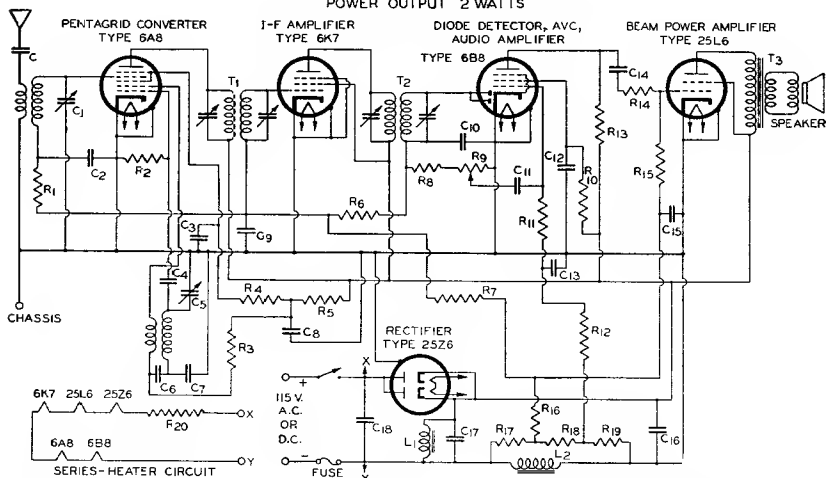 POWER OUTPUT 2 WATTS
PENTAGRID CONVERTER
TYPE 6A8
I-F AMPLIFIER
TYPE 6K7
DIODE DETECTOR, AVC,
AUDIO AMPLIFIER
TYPE 6B8
BEAM POWER AMPLIFIER
TYPE 25L6
C
C1
T1
T2
C14
T3
R14
SPEAKER
R13
C10
C12
R10
C2
R2
R1
R8
R9
C11
R15
R6
R11
C15
C3
C9
C4
C5
C13
CHASSIS
R4
R5
R7
R12
R3
C8
RECTIFIER
TYPE 25Z6
C6
C7
X
+
115 V.
A.C.
OR
D.C.
-
C18
L1
C17
R16
R17
R18
R19
C16
L2
FUSE
Y
6K7 25L6 25Z6
R20
X
6A8 6B8
Y
SERIES-HEATER CIRCUIT